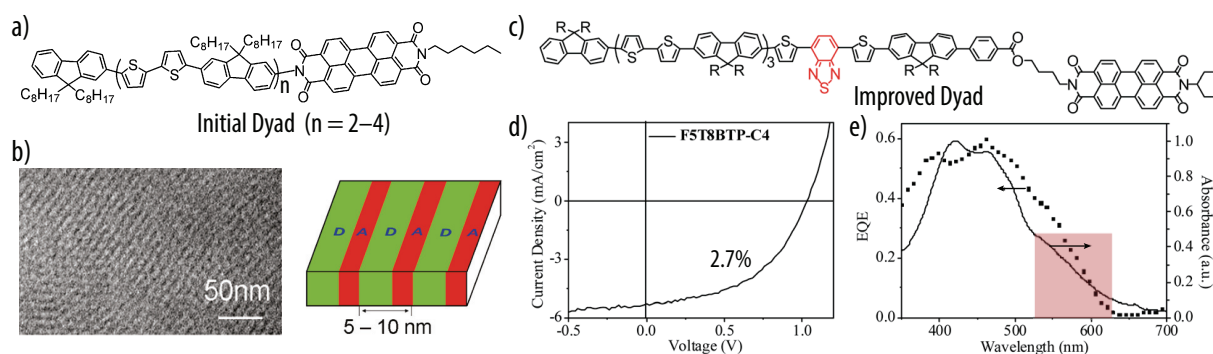 a)
C8H17
C8H17
C8H17
C8H17
S
S
n
N
O
O
O
O
N
Initial Dyad (n = 2–4)
b)
50nm
D A D A D A
5 – 10 nm
c)
R R
S
S
R R
3
S
N N
S
S
R R
O
O
N
O
O
O
O
N
Improved Dyad
d)
F5T8BTP-C4
2.7%
Current Density (mA/cm²)
3
0
-3
-6
-0.5 0.0 0.5 1.0
Voltage (V)
e)
EQE
0.6
0.4
0.2
0.0
1.0
0.8
0.6
0.4
0.2
0.0
Absorbance (a.u.)
400 500 600 700
Wavelength (nm)